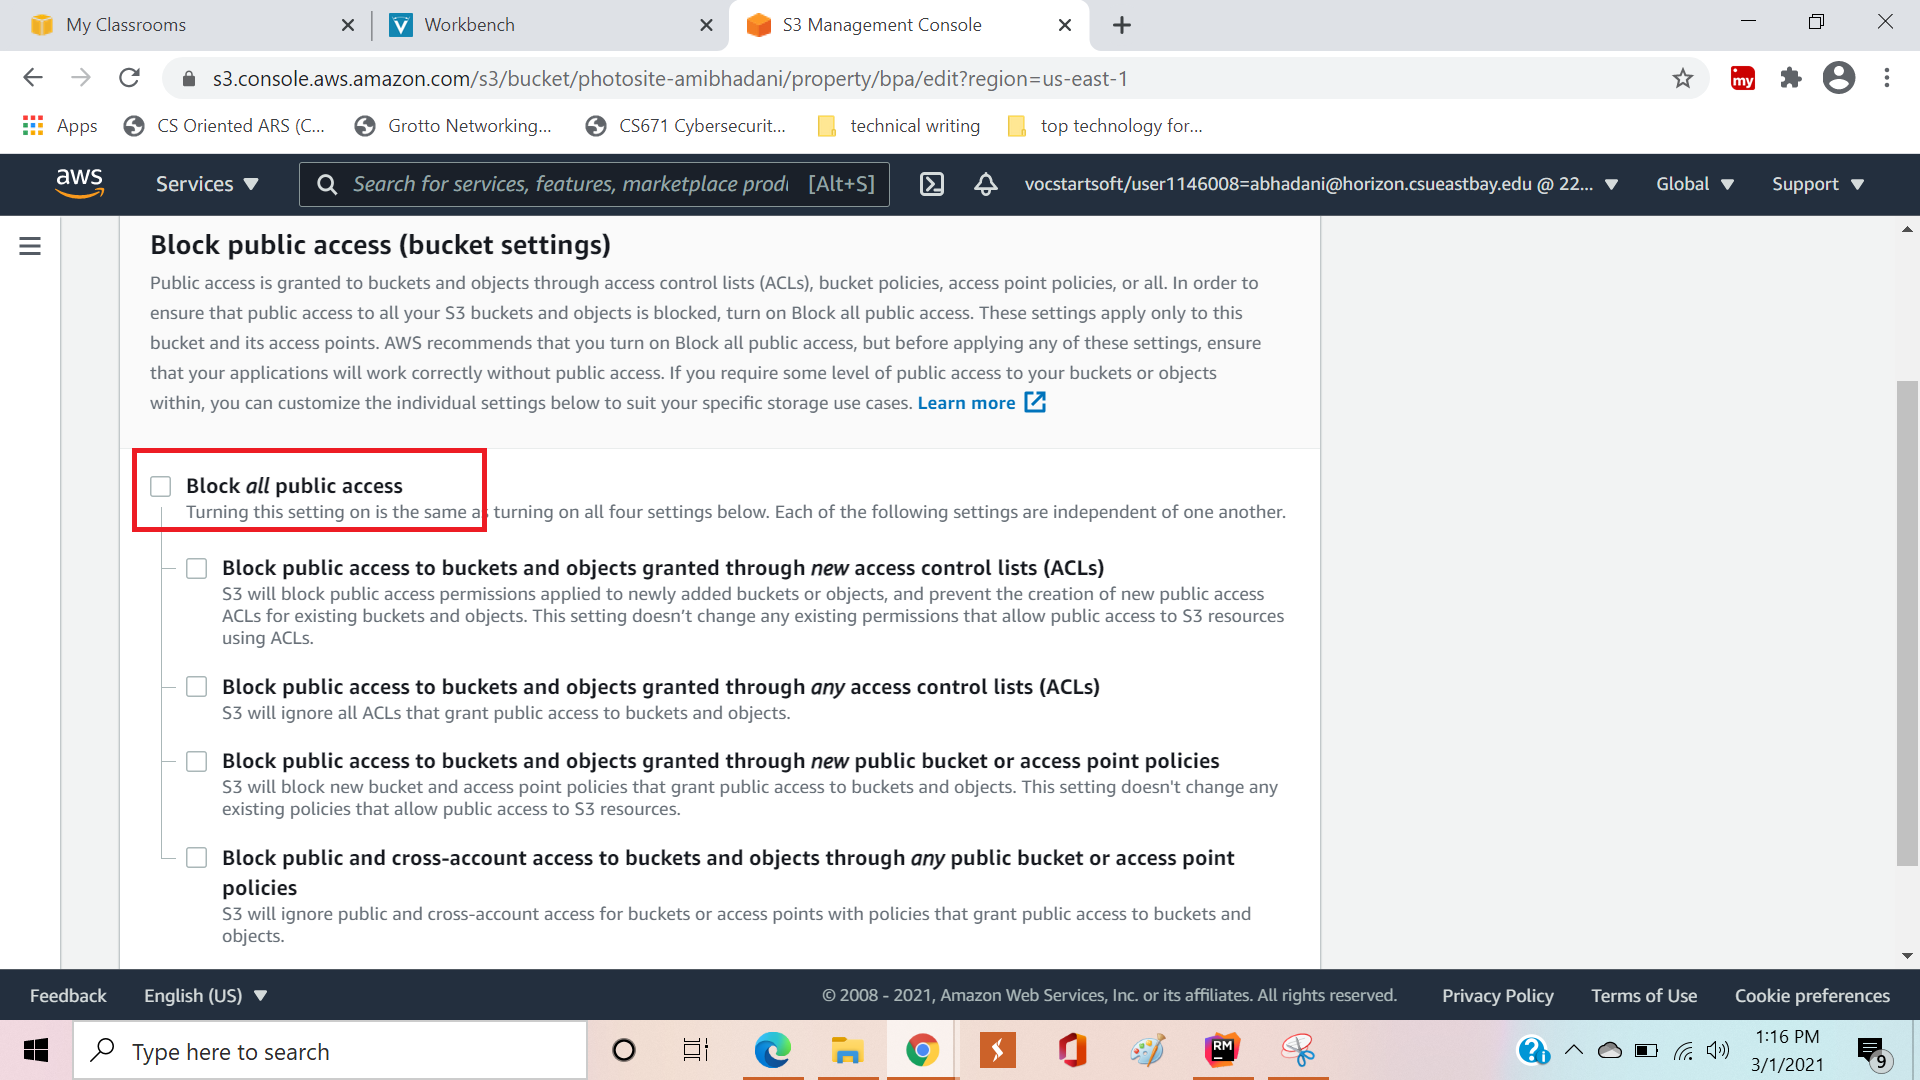 My Classrooms
Workbench
S3 Management Console
s3.console.aws.amazon.com/s3/bucket/photosite-amibhadani/property/bpa/edit?region=us-east-1
my
Apps
CS Oriented ARS (C...
Grotto Networking...
CS671 Cybersecurit...
technical writing
top technology for...
aws
Services
Search for services, features, marketplace prod
[Alt+S]
vocstartsoft/user1146008=abhadani@horizon.csueastbay.edu @ 22...
Global
Support
Block public access (bucket settings)
Public access is granted to buckets and objects through access control lists (ACLs), bucket policies, access point policies, or all. In order to
ensure that public access to all your S3 buckets and objects is blocked, turn on Block all public access. These settings apply only to this
bucket and its access points. AWS recommends that you turn on Block all public access, but before applying any of these settings, ensure
that your applications will work correctly without public access. If you require some level of public access to your buckets or objects
within, you can customize the individual settings below to suit your specific storage use cases. Learn more
Block all public access
Turning this setting on is the same as turning on all four settings below. Each of the following settings are independent of one another.
Block public access to buckets and objects granted through new access control lists (ACLs)
S3 will block public access permissions applied to newly added buckets or objects, and prevent the creation of new public access
ACLs for existing buckets and objects. This setting doesn’t change any existing permissions that allow public access to S3 resources
using ACLs.
Block public access to buckets and objects granted through any access control lists (ACLs)
S3 will ignore all ACLs that grant public access to buckets and objects.
Block public access to buckets and objects granted through new public bucket or access point policies
S3 will block new bucket and access point policies that grant public access to buckets and objects. This setting doesn't change any
existing policies that allow public access to S3 resources.
Block public and cross-account access to buckets and objects through any public bucket or access point
policies
S3 will ignore public and cross-account access for buckets or access points with policies that grant public access to buckets and
objects.
Feedback
English (US)
© 2008 - 2021, Amazon Web Services, Inc. or its affiliates. All rights reserved.
Privacy Policy
Terms of Use
Cookie preferences
Type here to search
RM
1:16 PM
3/1/2021
9